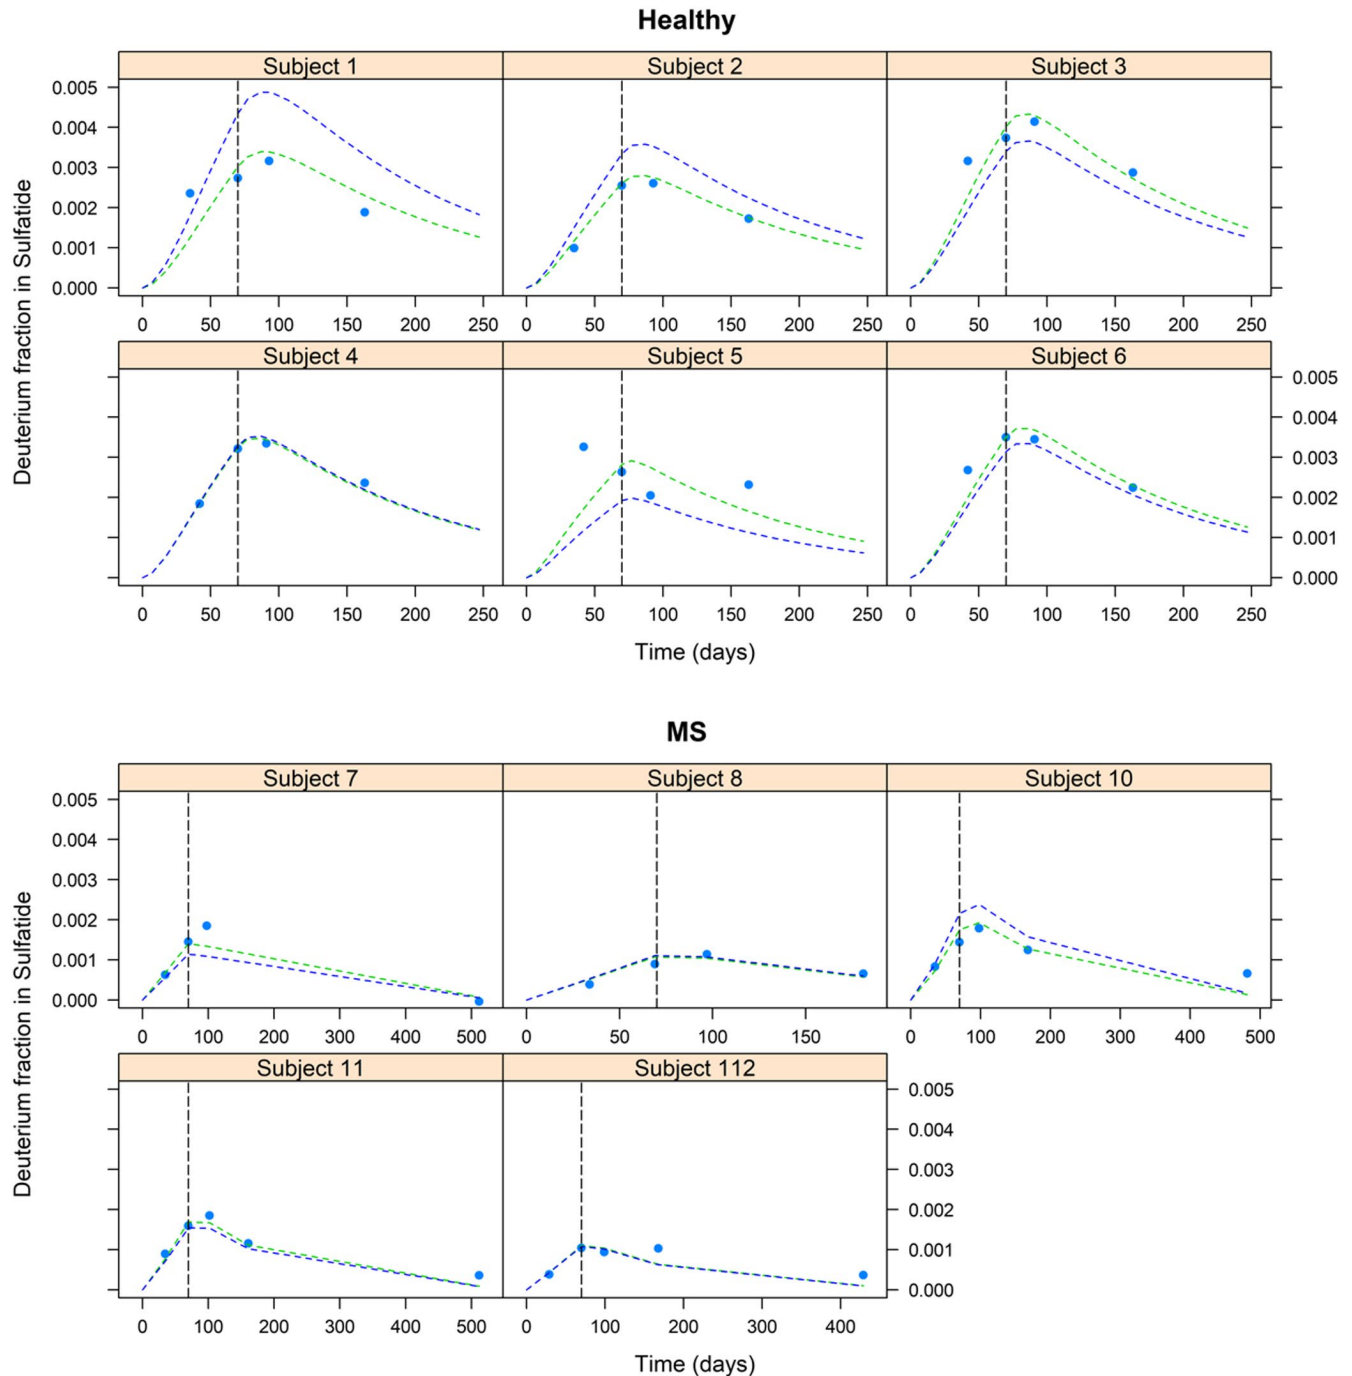 Healthy
Subject 1 Subject 2 Subject 3
0.005
0.004
0.003
0.002
0.001
0.000
0 50 100 150 200 250 0 50 100 150 200 250 0 50 100 150 200 250
Deuterium fraction in Sulfatide
Subject 4 Subject 5 Subject 6
0.005
0.004
0.003
0.002
0.001
0.000
0 50 100 150 200 250 0 50 100 150 200 250 0 50 100 150 200 250
Time (days)
MS
Subject 7 Subject 8 Subject 10
0.005
0.004
0.003
0.002
0.001
0.000
0 100 200 300 400 500 0 50 100 150 0 100 200 300 400 500
Deuterium fraction in Sulfatide
Subject 11 Subject 112
0.005
0.004
0.003
0.002
0.001
0.000
0 100 200 300 400 500 0 100 200 300 400
Time (days)